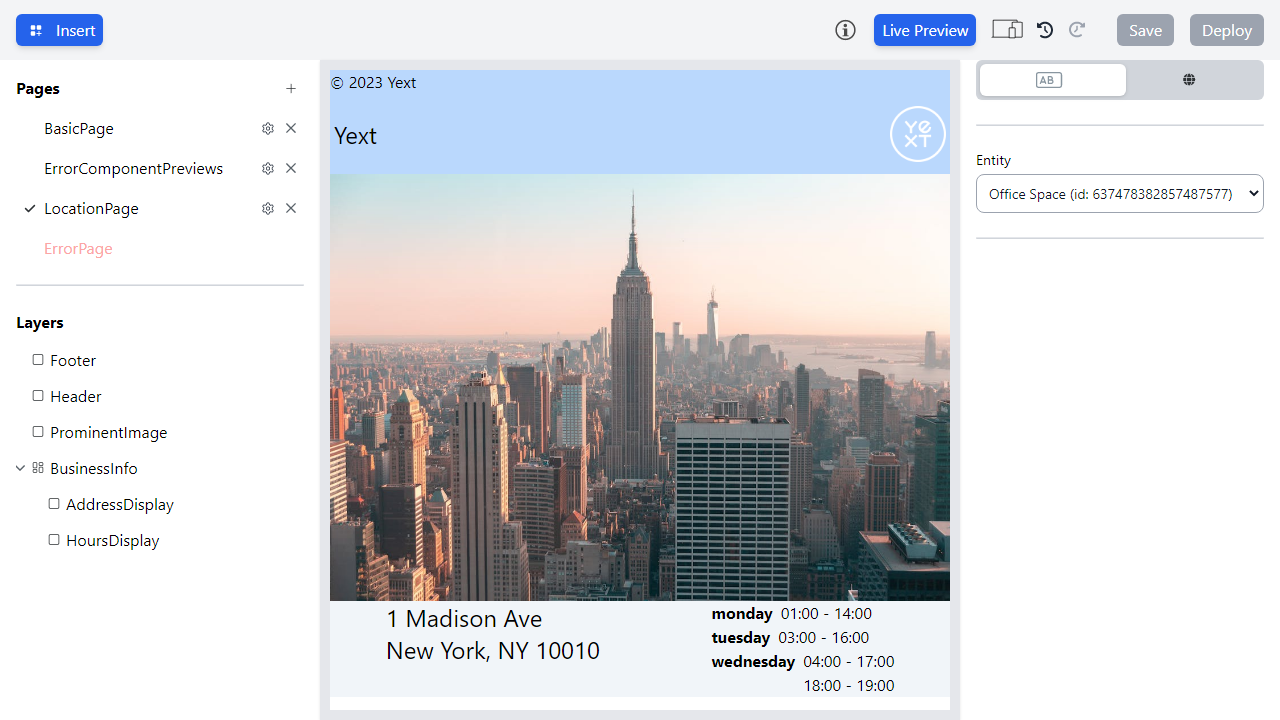 Insert
Live Preview
Save
Deploy
Pages
BasicPage
ErrorComponentPreviews
LocationPage
ErrorPage
Layers
Footer
Header
ProminentImage
BusinessInfo
AddressDisplay
HoursDisplay
© 2023 Yext
Yext
YEXT
1 Madison Ave
New York, NY 10010
monday 01:00 - 14:00
tuesday 03:00 - 16:00
wednesday 04:00 - 17:00
18:00 - 19:00
AB
Entity
Office Space (id: 637478382857487577)